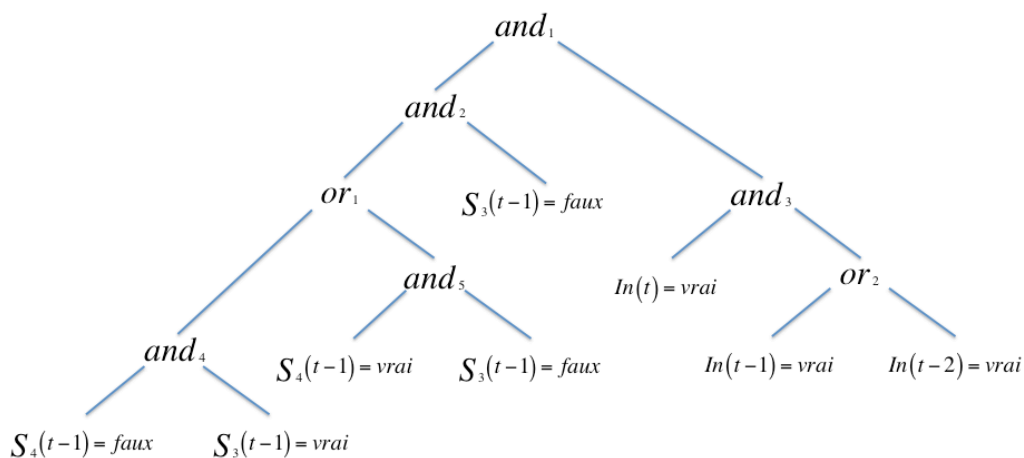 and₁
and₂
or₁
S₃(t−1) = faux
and₃
and₅
In(t) = vrai
or₂
and₄
S₄(t−1) = vrai
S₃(t−1) = faux
In(t−1) = vrai
In(t−2) = vrai
S₄(t−1) = faux
S₃(t−1) = vrai